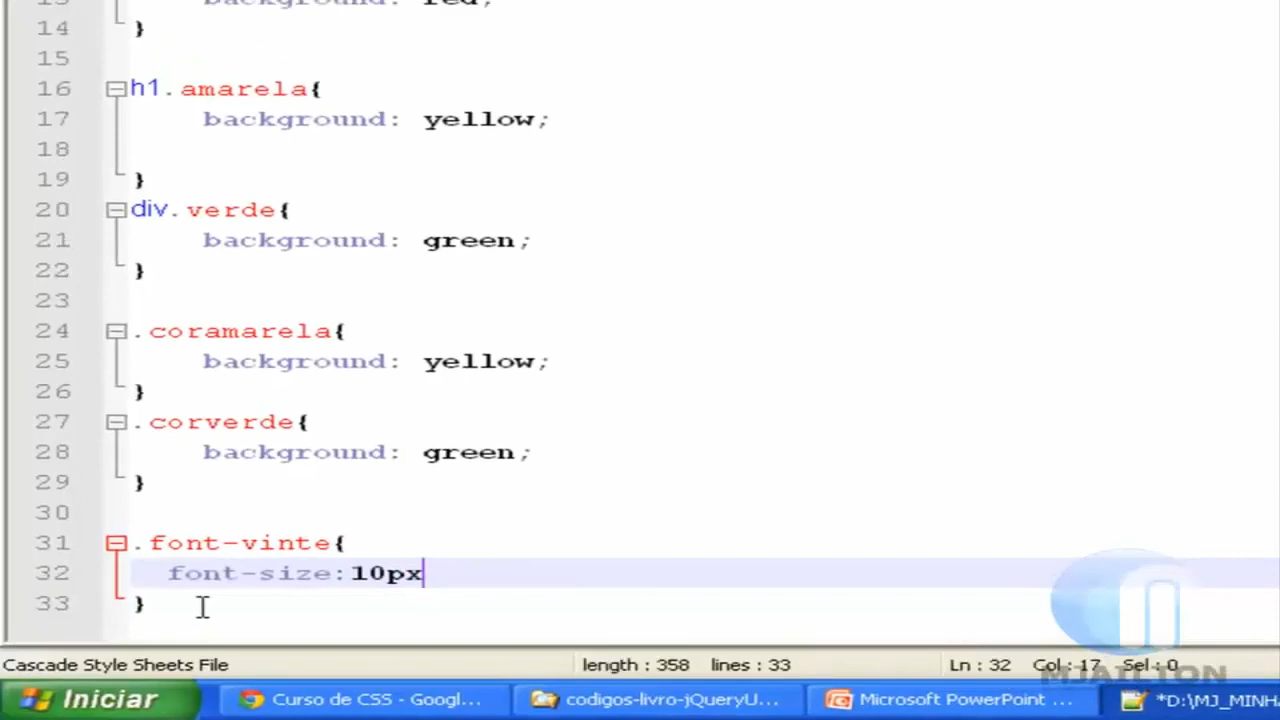 13 background: red;
14 }
15
16 h1.amarela{
17 background: yellow;
18
19 }
20 div.verde{
21 background: green;
22 }
23
24 .coramarela{
25 background: yellow;
26 }
27 .corverde{
28 background: green;
29 }
30
31 .font-vinte{
32 font-size:10px
33 }
Cascade Style Sheets File length : 358 lines : 33 Ln : 32 Col : 17 Sel : 0
MJAILTON
Iniciar Curso de CSS - Googl... codigos-livro-jQueryU... Microsoft PowerPoint ... *D:\MJ_MINH